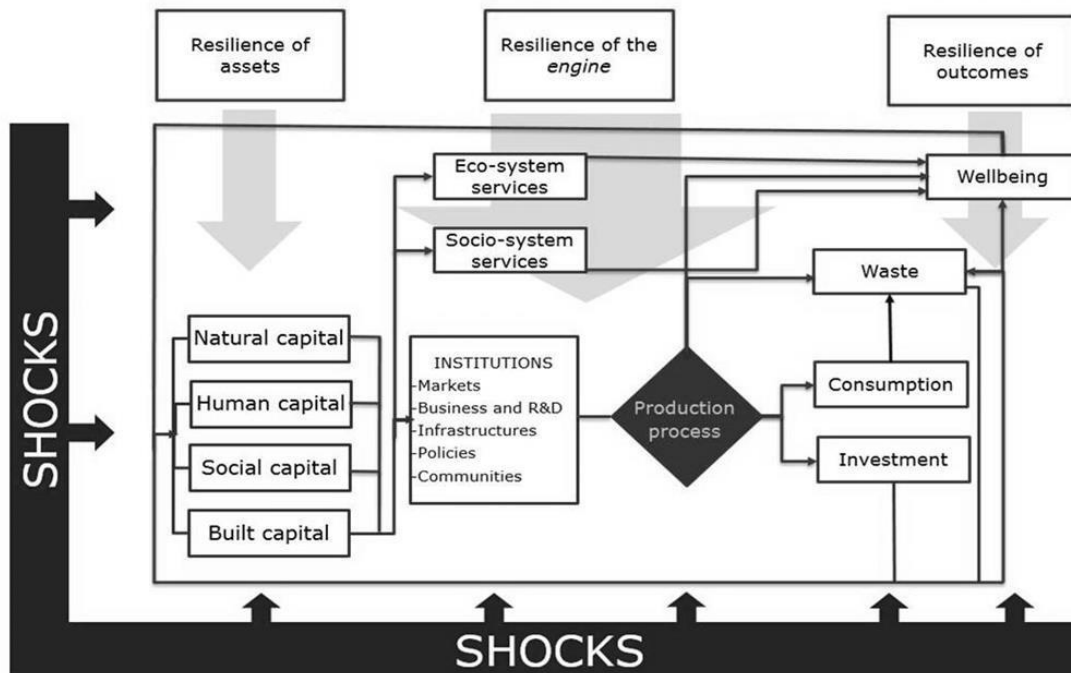 Resilience of
assets
Resilience of the
engine
Resilience of
outcomes
SHOCKS
Eco-system
services
Wellbeing
Socio-system
services
Waste
Natural capital
Human capital
Social capital
Built capital
INSTITUTIONS
-Markets
-Business and R&D
-Infrastructures
-Policies
-Communities
Production
process
Consumption
Investment
SHOCKS